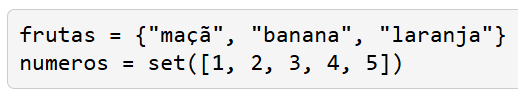 frutas = {"maçã", "banana", "laranja"}
numeros = set([1, 2, 3, 4, 5])